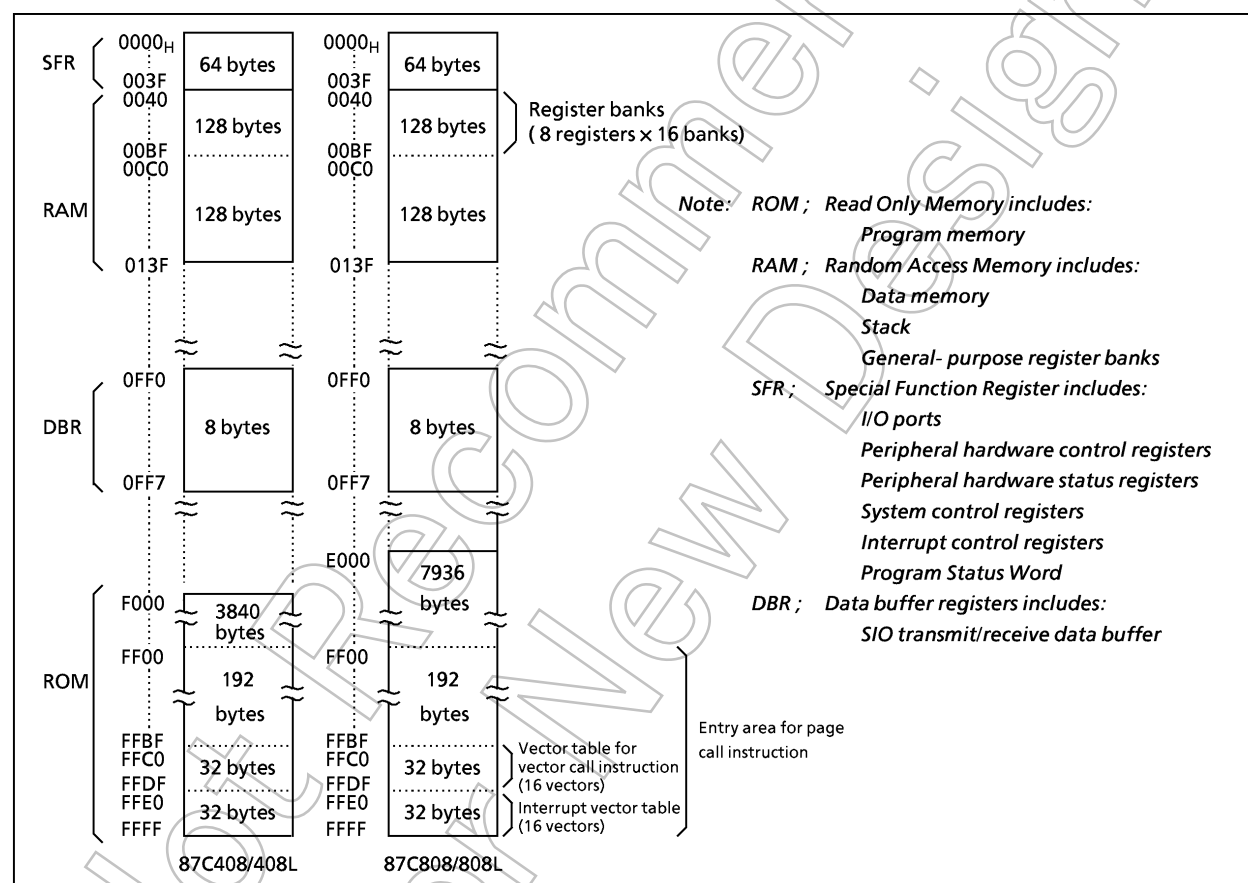 SFR
RAM
DBR
ROM
0000H
003F
0040
00BF
00C0
013F
0FF0
0FF7
F000
FF00
FFBF
FFC0
FFDF
FFE0
FFFF
64 bytes
128 bytes
128 bytes
8 bytes
3840
bytes
192
bytes
32 bytes
32 bytes
87C408/408L
0000H
003F
0040
00BF
00C0
013F
0FF0
0FF7
E000
FF00
FFBF
FFC0
FFDF
FFE0
FFFF
64 bytes
128 bytes
128 bytes
8 bytes
7936
bytes
192
bytes
32 bytes
32 bytes
87C808/808L
Register banks
( 8 registers × 16 banks)
Vector table for
vector call instruction
(16 vectors)
Interrupt vector table
(16 vectors)
Entry area for page
call instruction
Note: ROM ; Read Only Memory includes:
Program memory
RAM ; Random Access Memory includes:
Data memory
Stack
General- purpose register banks
SFR ; Special Function Register includes:
I/O ports
Peripheral hardware control registers
Peripheral hardware status registers
System control registers
Interrupt control registers
Program Status Word
DBR ; Data buffer registers includes:
SIO transmit/receive data buffer